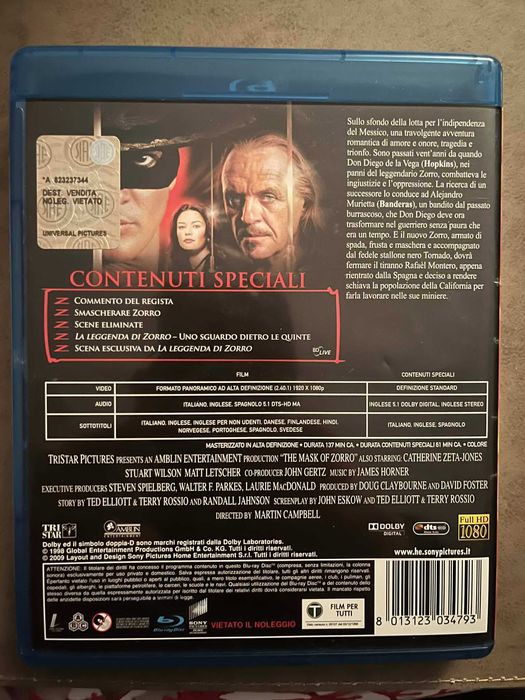 *A 823237344
DEST. VENDITA
NOLEG. VIETATO
UNIVERSAL PICTURES
Sullo sfondo della lotta per l'indipendenza
del Messico, una travolgente avventura
romantica di amore e onore, tragedia e
trionfo. Sono passati vent'anni da quando
Don Diego de la Vega (Hopkins), nei
panni del leggendario Zorro, combatteva le
ingiustizie e l'oppressione. La ricerca di un
successore lo conduce ad Alejandro
Murietta (Banderas), un bandito dal passato
burrascoso, che Don Diego deve ora
trasformare nel guerriero senza paura che
era un tempo. E il nuovo Zorro, armato di
spada, frusta e maschera e accompagnato
dal fedele stallone nero Tornado, dovrà
fermare il tiranno Rafaèl Montero, appena
rientrato dalla Spagna e deciso a rendere
schiava la popolazione della California per
farla lavorare nelle sue miniere.
CONTENUTI SPECIALI
COMMENTO DEL REGISTA
SMASCHERARE ZORRO
SCENE ELIMINATE
LA LEGGENDA DI ZORRO – UNO SGUARDO DIETRO LE QUINTE
SCENA ESCLUSIVA DA LA LEGGENDA DI ZORRO
BD LIVE
FILM CONTENUTI SPECIALI
VIDEO FORMATO PANORAMICO AD ALTA DEFINIZIONE (2.40:1) 1920 X 1080p DEFINIZIONE STANDARD
AUDIO ITALIANO, INGLESE, SPAGNOLO 5.1 DTS-HD MA INGLESE 5.1 DOLBY DIGITAL, INGLESE STEREO
SOTTOTITOLI ITALIANO, INGLESE, INGLESE PER NON UDENTI, DANESE, FINLANDESE, HINDI, NORVEGESE, PORTOGHESE, SPAGNOLO, SVEDESE ITALIANO, INGLESE, SPAGNOLO
MASTERIZZATO IN ALTA DEFINIZIONE • DURATA 137 MIN CA. • DURATA CONTENUTI SPECIALI 61 MIN CA. • COLORE
TRISTAR PICTURES PRESENTS AN AMBLIN ENTERTAINMENT PRODUCTION "THE MASK OF ZORRO" ALSO STARRING: CATHERINE ZETA-JONES
STUART WILSON MATT LETSCHER CO-PRODUCER JOHN GERTZ MUSIC BY JAMES HORNER
EXECUTIVE PRODUCERS STEVEN SPIELBERG, WALTER F. PARKES, LAURIE MACDONALD PRODUCED BY DOUG CLAYBOURNE AND DAVID FOSTER
STORY BY TED ELLIOTT & TERRY ROSSIO AND RANDALL JAHNSON SCREENPLAY BY JOHN ESKOW AND TED ELLIOTT & TERRY ROSSIO
DIRECTED BY MARTIN CAMPBELL
TRI STAR
AMBLIN
DOLBY DIGITAL
dts-HD
Full HD 1080
Dolby ed il simbolo doppia-D sono marchi registrati dalla Dolby Laboratories.
© 1998 Global Entertainment Productions GmbH & Co. KG. Tutti i diritti riservati.
© 2009 Layout and Design Sony Pictures Home Entertainment S.r.l. Tutti i diritti riservati.
www.he.sonypictures.it
Blu-ray Disc
SONY PICTURES
VIETATO IL NOLEGGIO
T
FILM PER TUTTI
8 013123 034793